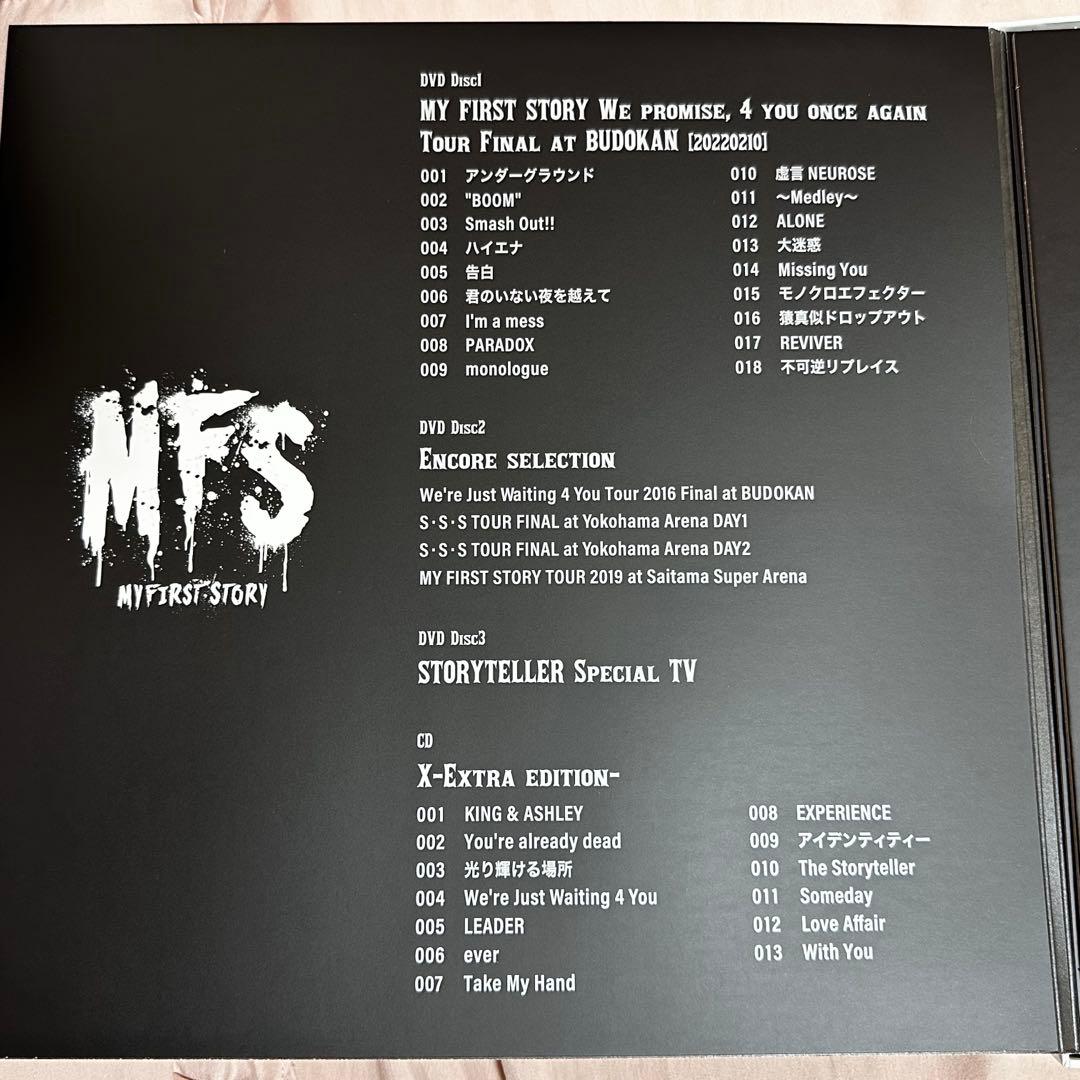 MFS
MY FIRST STORY
DVD Disc1
MY FIRST STORY We promise, 4 you once again
Tour Final at BUDOKAN [20220210]
001 アンダーグラウンド
002 "BOOM"
003 Smash Out!!
004 ハイエナ
005 告白
006 君のいない夜を越えて
007 I'm a mess
008 PARADOX
009 monologue
010 虚言 NEUROSE
011 〜Medley〜
012 ALONE
013 大迷惑
014 Missing You
015 モノクロエフェクター
016 猿真似ドロップアウト
017 REVIVER
018 不可逆リプレイス
DVD Disc2
Encore selection
We're Just Waiting 4 You Tour 2016 Final at BUDOKAN
S・S・S TOUR FINAL at Yokohama Arena DAY1
S・S・S TOUR FINAL at Yokohama Arena DAY2
MY FIRST STORY TOUR 2019 at Saitama Super Arena
DVD Disc3
STORYTELLER Special TV
CD
X-Extra edition-
001 KING & ASHLEY
002 You're already dead
003 光り輝ける場所
004 We're Just Waiting 4 You
005 LEADER
006 ever
007 Take My Hand
008 EXPERIENCE
009 アイデンティティー
010 The Storyteller
011 Someday
012 Love Affair
013 With You